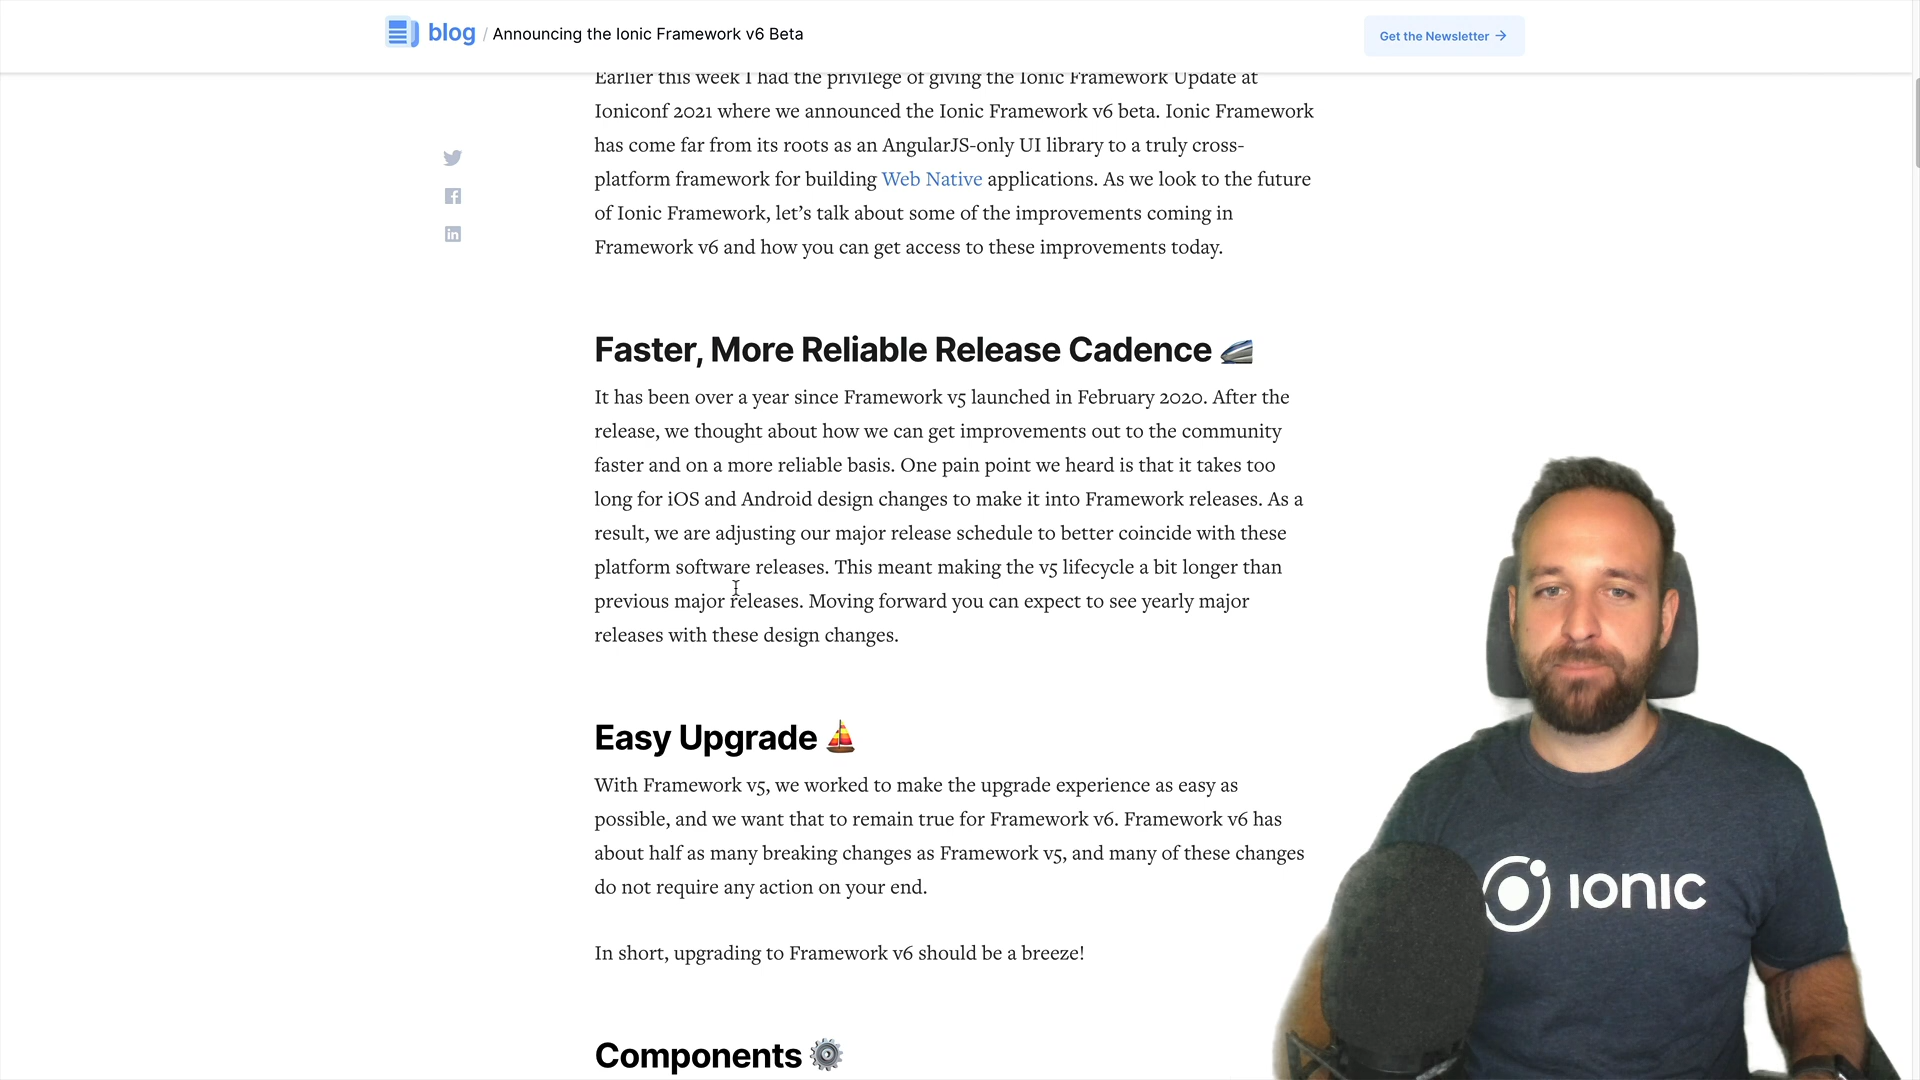 blog / Announcing the Ionic Framework v6 Beta
Get the Newsletter →
Earlier this week I had the privilege of giving the Ionic Framework Update at
Ioniconf 2021 where we announced the Ionic Framework v6 beta. Ionic Framework
has come far from its roots as an AngularJS-only UI library to a truly cross-
platform framework for building Web Native applications. As we look to the future
of Ionic Framework, let’s talk about some of the improvements coming in
Framework v6 and how you can get access to these improvements today.
Faster, More Reliable Release Cadence 🚄
It has been over a year since Framework v5 launched in February 2020. After the
release, we thought about how we can get improvements out to the community
faster and on a more reliable basis. One pain point we heard is that it takes too
long for iOS and Android design changes to make it into Framework releases. As a
result, we are adjusting our major release schedule to better coincide with these
platform software releases. This meant making the v5 lifecycle a bit longer than
previous major releases. Moving forward you can expect to see yearly major
releases with these design changes.
Easy Upgrade ⛵
With Framework v5, we worked to make the upgrade experience as easy as
possible, and we want that to remain true for Framework v6. Framework v6 has
about half as many breaking changes as Framework v5, and many of these changes
do not require any action on your end.
In short, upgrading to Framework v6 should be a breeze!
Components ⚙️
IONIC